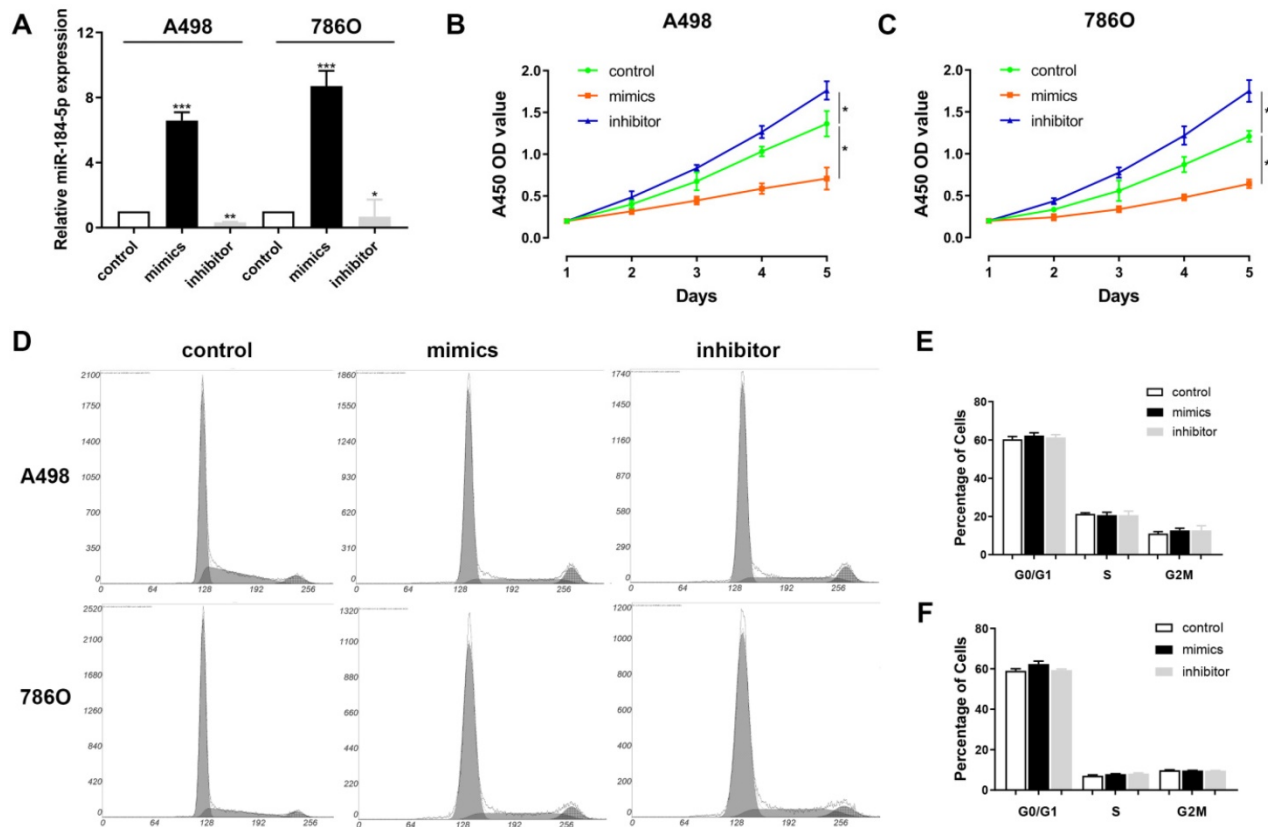 A
A498
786O
Relative miR-184-5p expression
12
8
4
0
***
**
***
*
control
mimics
inhibitor
control
mimics
inhibitor
B
A498
A450 OD value
2.0
1.5
1.0
0.5
0.0
control
mimics
inhibitor
*
*
1 2 3 4 5
Days
C
786O
A450 OD value
2.0
1.5
1.0
0.5
0.0
control
mimics
inhibitor
*
*
1 2 3 4 5
Days
D
control mimics inhibitor
A498
2100
1750
1400
1050
700
350
0
64 128 192 256
1860
1550
1240
930
620
310
0
64 128 192 256
1740
1450
1160
870
580
290
0
64 128 192 256
786O
2520
2100
1680
1260
840
420
0
64 128 192 256
1320
1100
880
660
440
220
0
64 128 192 256
1200
1000
800
600
400
200
0
64 128 192 256
E
Percentage of Cells
80
60
40
20
0
control
mimics
inhibitor
G0/G1 S G2M
F
Percentage of Cells
80
60
40
20
0
control
mimics
inhibitor
G0/G1 S G2M